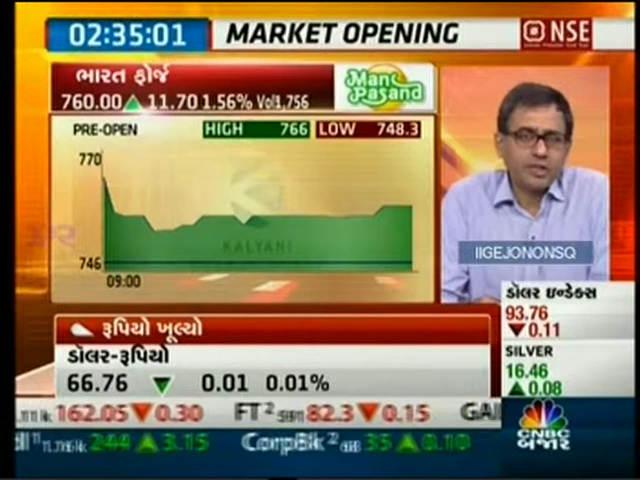 02:35:01
MARKET OPENING
NSE
ભારત ફોર્જ
760.00 11.70 1.56% Vol:1,756
Man Pasand
PRE-OPEN HIGH 766 LOW 748.3
770
KALYANI
746
09:00
IIGEJONONSQ
ડોલર ઇન્ડેક્સ
93.76
0.11
SILVER
16.46
0.08
રૂપિયો ખૂલ્યો
ડોલર-રૂપિયો
66.76 0.01 0.01%
162.05 0.30 FT 82.3 0.15 GAI
244 3.15 CorpBk 35 0.10
CNBC
બજાર